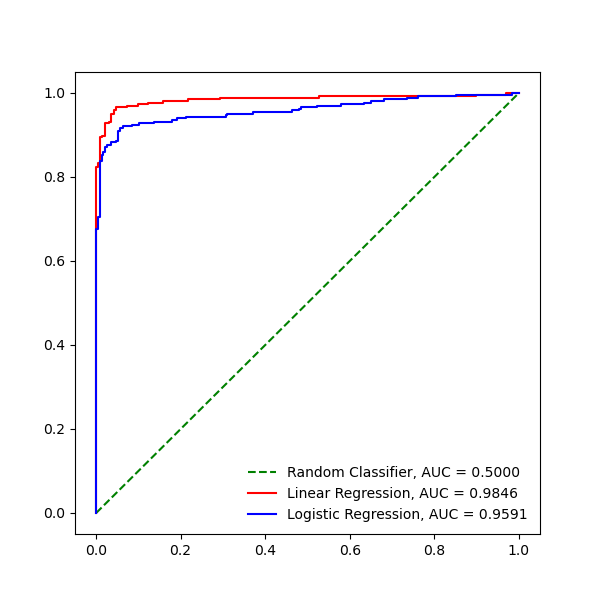 1.0
0.8
0.6
0.4
0.2
0.0
Random Classifier, AUC = 0.5000
Linear Regression, AUC = 0.9846
Logistic Regression, AUC = 0.9591
0.0 0.2 0.4 0.6 0.8 1.0